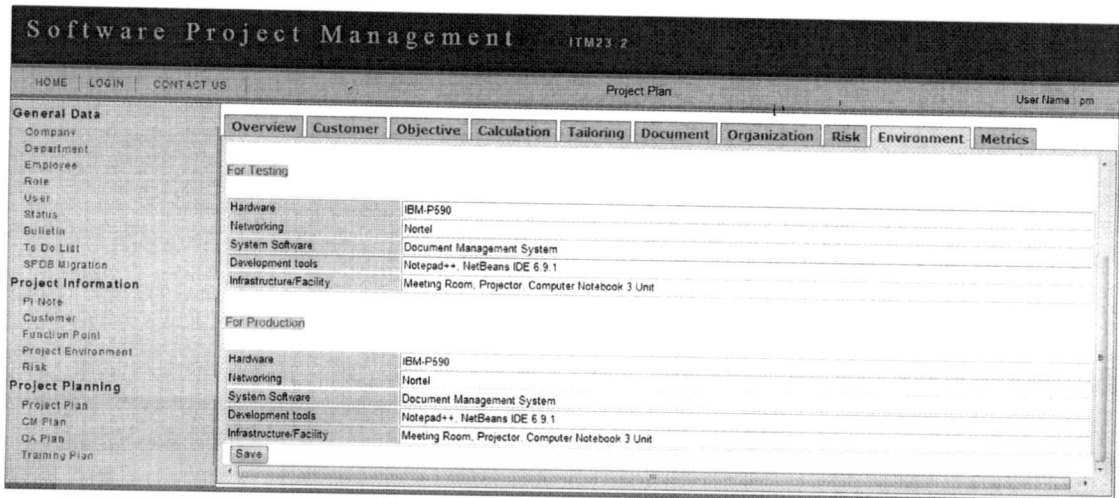 Software Project Management ITM23.2
HOME LOGIN CONTACT US
Project Plan
User Name : pm
General Data
Company
Department
Employee
Role
User
Status
Bulletin
To Do List
SPDB Migration
Project Information
PI Note
Customer
Function Point
Project Environment
Risk
Project Planning
Project Plan
CM Plan
QA Plan
Training Plan
Overview Customer Objective Calculation Tailoring Document Organization Risk Environment Metrics
For Testing
Hardware IBM-P590
Networking Nortel
System Software Document Management System
Development tools Notepad++, NetBeans IDE 6.9.1
Infrastructure/Facility Meeting Room, Projector, Computer Notebook 3 Unit
For Production
Hardware IBM-P590
Networking Nortel
System Software Document Management System
Development tools Notepad++, NetBeans IDE 6.9.1
Infrastructure/Facility Meeting Room, Projector, Computer Notebook 3 Unit
Save